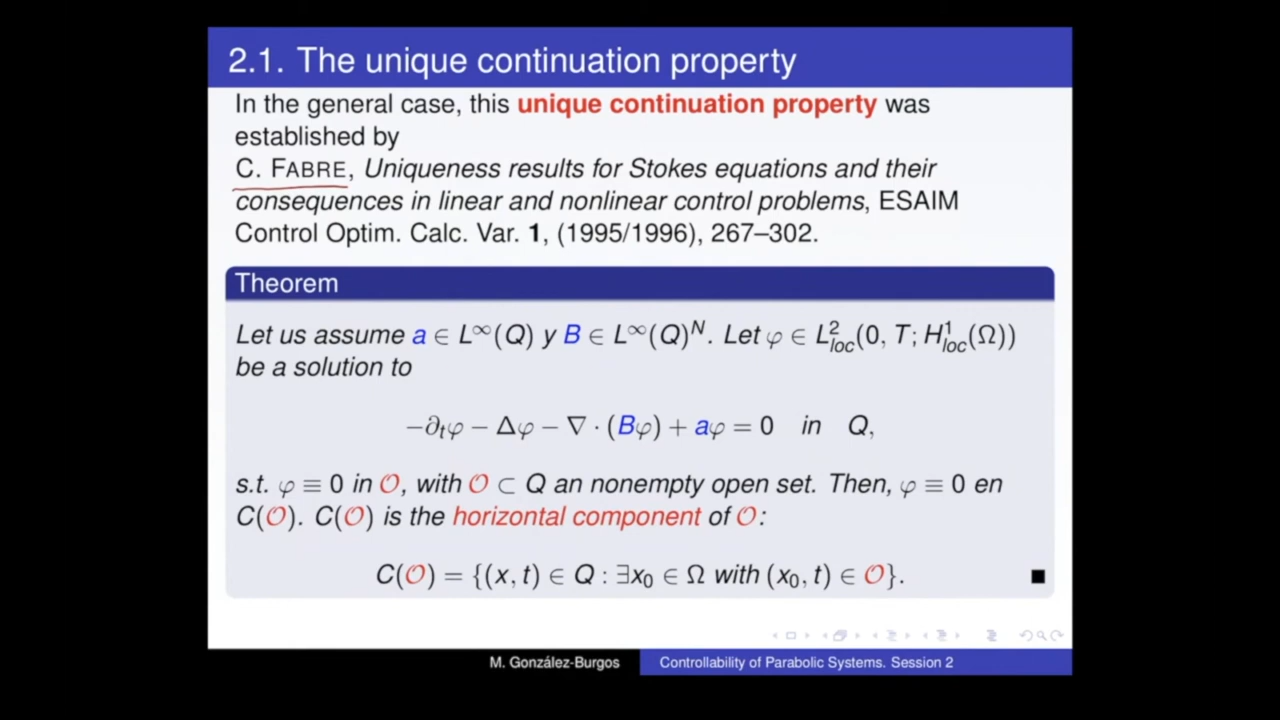 2.1. The unique continuation property
In the general case, this unique continuation property was
established by
C. FABRE, Uniqueness results for Stokes equations and their
consequences in linear and nonlinear control problems, ESAIM
Control Optim. Calc. Var. 1, (1995/1996), 267–302.
Theorem
Let us assume a ∈ L^∞(Q) y B ∈ L^∞(Q)^N. Let φ ∈ L²_loc(0, T; H¹_loc(Ω))
be a solution to
−∂_tφ − Δφ − ∇ · (Bφ) + aφ = 0 in Q,
s.t. φ ≡ 0 in 𝒪, with 𝒪 ⊂ Q an nonempty open set. Then, φ ≡ 0 en
C(𝒪). C(𝒪) is the horizontal component of 𝒪:
C(𝒪) = {(x, t) ∈ Q : ∃x₀ ∈ Ω with (x₀, t) ∈ 𝒪}.
M. González-Burgos
Controllability of Parabolic Systems. Session 2